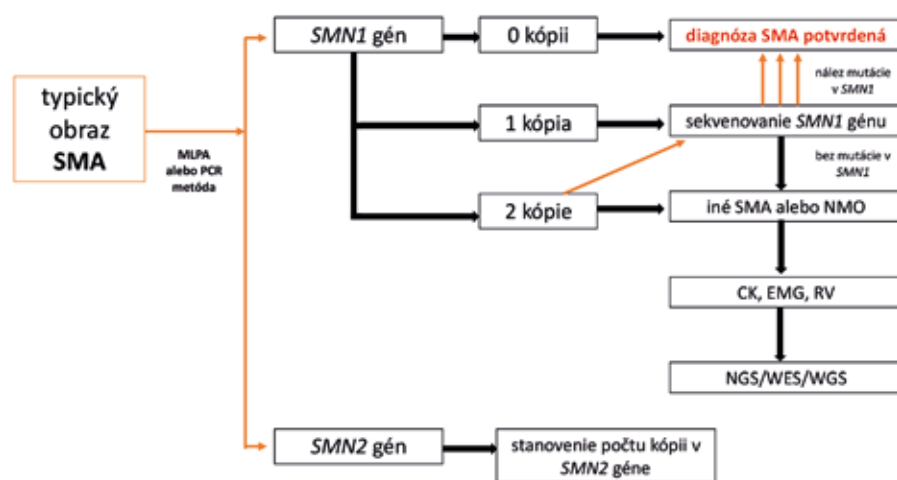 typický
obraz
SMA
MLPA
alebo PCR
metóda
SMN1 gén
0 kópii
diagnóza SMA potvrdená
nález mutácie
v SMN1
1 kópia
sekvenovanie SMN1 génu
bez mutácie v
SMN1
2 kópie
iné SMA alebo NMO
CK, EMG, RV
NGS/WES/WGS
SMN2 gén
stanovenie počtu kópii v
SMN2 géne